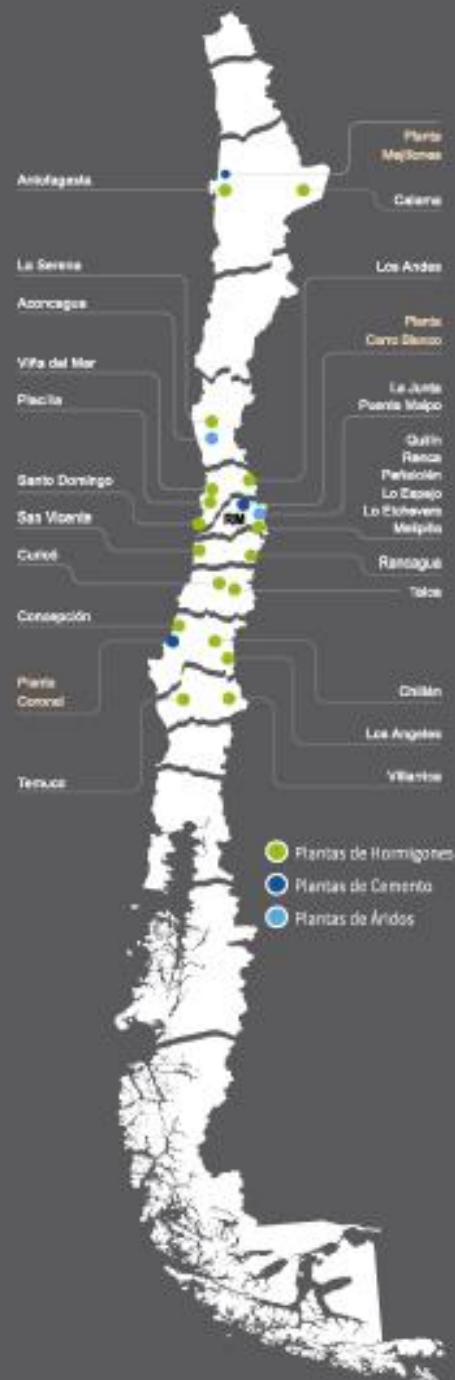 Planta
Mejillones
Antofagasta
Calama
La Serena
Los Andes
Aconcagua
Planta
Cerro Blanco
Viña del Mar
La Junta
Placilla
Puente Maipo
Quilín
Renca
Peñalolén
Santo Domingo
Lo Espejo
Lo Etchevers
San Vicente
RM
Melipilla
Curicó
Rancagua
Talca
Concepción
Planta
Coronel
Chillán
Los Angeles
Temuco
Villarrica
Plantas de Hormigones
Plantas de Cemento
Plantas de Áridos